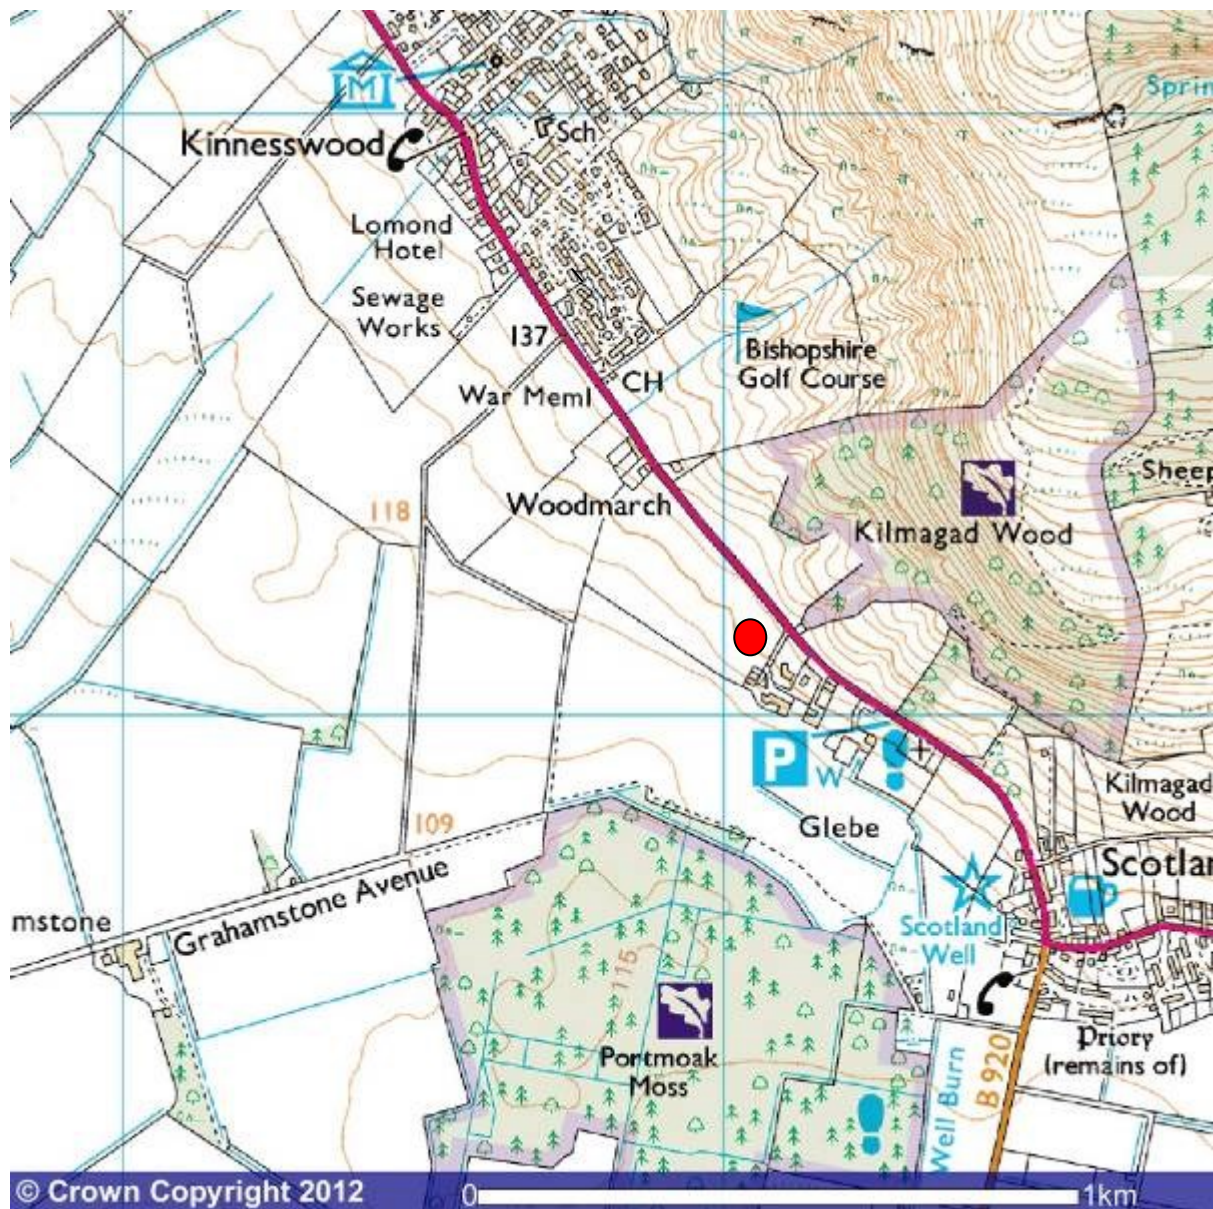 Sprin
M
Kinnesswood
Sch
Lomond
Hotel
Sewage
Works
137
Bishopshire
Golf Course
CH
War Meml
Sheep
118
Woodmarch
Kilmagad Wood
P
W
Kilmagad
Wood
109
Glebe
Scotlan
Grahamstone Avenue
mstone
Scotland
Well
115
Portmoak
Moss
Priory
(remains of)
Well Burn
B 920
© Crown Copyright 2012
0
1km